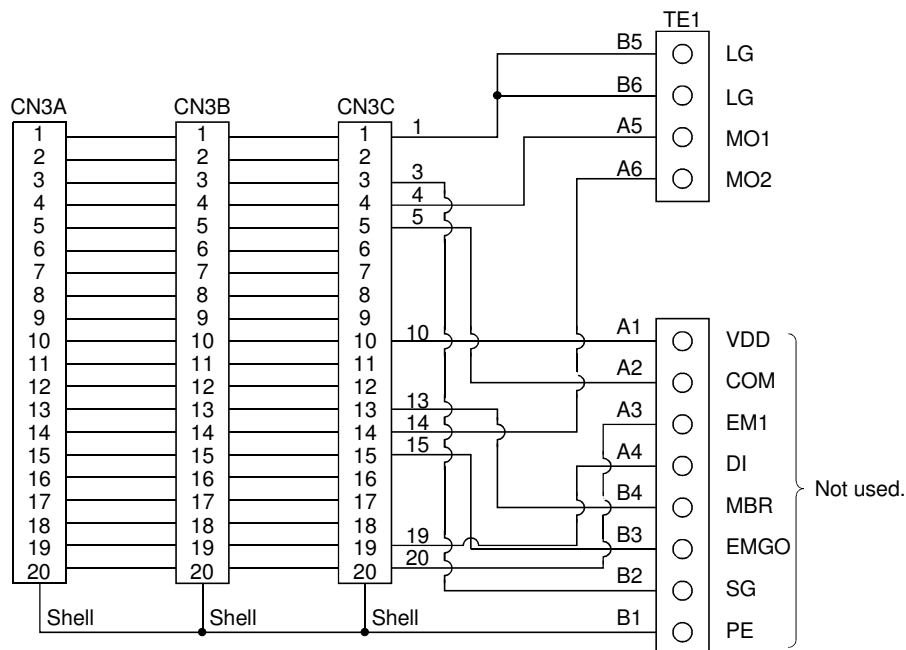 TE1
B5 LG
B6 LG
A5 MO1
A6 MO2
CN3A CN3B CN3C
1 1 1 1
2 2 2
3 3 3 3
4 4 4 4
5 5 5 5
6 6 6
7 7 7
8 8 8
9 9 9
10 10 10 10
11 11 11
12 12 12
13 13 13 13
14 14 14 14
15 15 15 15
16 16 16
17 17 17
18 18 18
19 19 19 19
20 20 20 20
Shell Shell
A1 VDD
A2 COM
A3 EM1
A4 DI
B4 MBR
B3 EMGO
B2 SG
B1 PE
Not used.